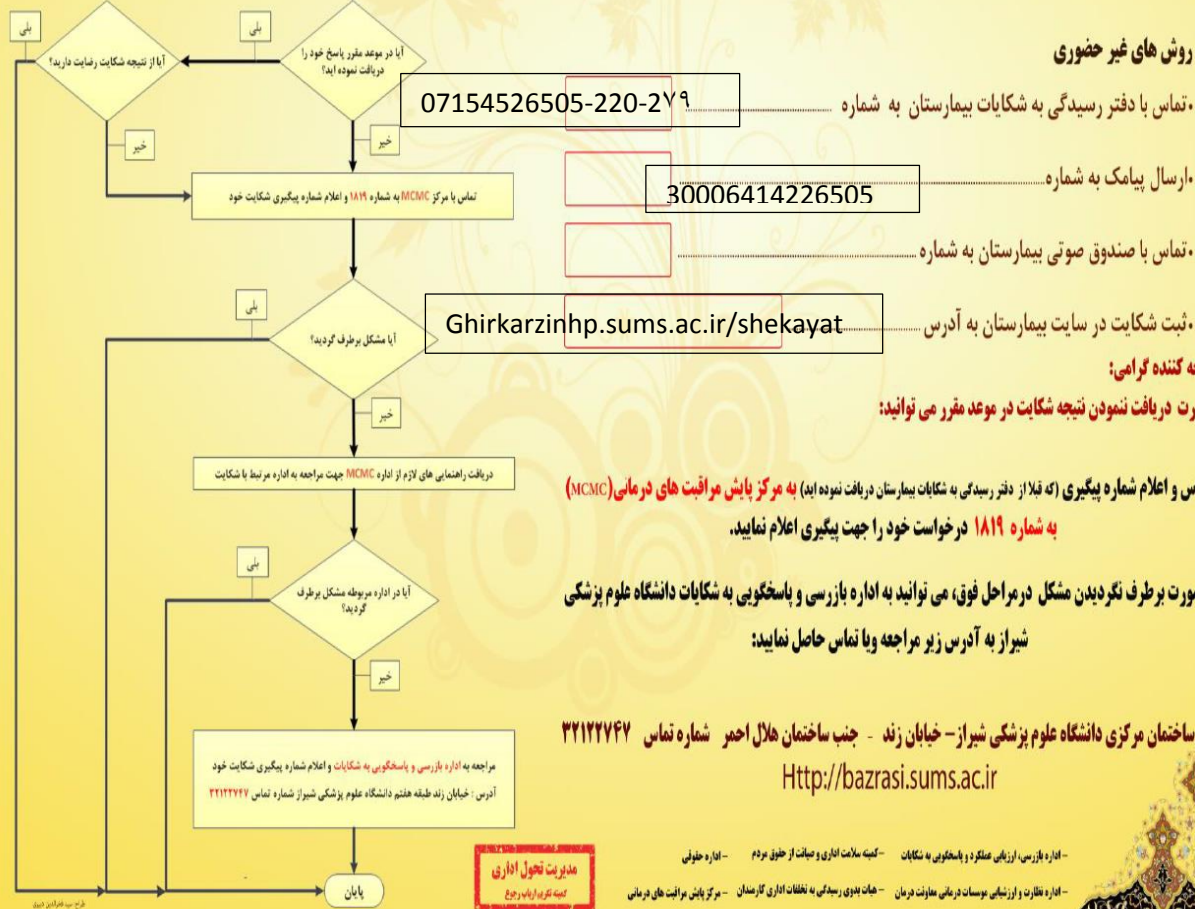 روش های غیر حضوری
•تماس با دفتر رسیدگی به شکایات بیمارستان به شماره
07154526505-220-2۷۹
•ارسال پیامک به شماره
30006414226505
•تماس با صندوق صوتی بیمارستان به شماره
•ثبت شکایت در سایت بیمارستان به آدرس
Ghirkarzinhp.sums.ac.ir/shekayat
کننده گرامی:
دریافت ننمودن نتیجه شکایت در موعد مقرر می توانید:
و اعلام شماره پیگیری (که قبلا از دفتر رسیدگی به شکایات بیمارستان دریافت نموده اید) به مرکز پایش مراقبت های درمانی(MCMC)
به شماره ۱۸۱۹ درخواست خود را جهت پیگیری اعلام نمایید.
برطرف نگردیدن مشکل درمراحل فوق، می توانید به اداره بازرسی و پاسخگویی به شکایات دانشگاه علوم پزشکی
شیراز به آدرس زیر مراجعه ویا تماس حاصل نمایید:
ساختمان مرکزی دانشگاه علوم پزشکی شیراز – خیابان زند - جنب ساختمان هلال احمر شماره تماس ۳۲۱۲۲۷۴۷
Http://bazrasi.sums.ac.ir
– اداره بازرسی، ارزیابی عملکرد و پاسخگویی به شکایات –کمیته سلامت اداری و صیانت از حقوق مردم – اداره حقوقی
– اداره نظارت و ارزشیابی موسسات درمانی معاونت درمان – هیات بدوی رسیدگی به تخلفات اداری کارمندان – مرکز پایش مراقبت های درمانی
آیا در موعد مقرر پاسخ خود را
دریافت نموده اید؟
بلی
آیا از نتیجه شکایت رضایت دارید؟
بلی
خیر
خیر
تماس با مرکز MCMC به شماره ۱۸۱۹ و اعلام شماره پیگیری شکایت خود
آیا مشکل برطرف گردید؟
بلی
خیر
دریافت راهنمایی های لازم از اداره MCMC جهت مراجعه به اداره مرتبط با شکایت
آیا در اداره مربوطه مشکل برطرف
گردید؟
بلی
خیر
مراجعه به اداره بازرسی و پاسخگویی به شکایات و اعلام شماره پیگیری شکایت خود
آدرس : خیابان زند طبقه هفتم دانشگاه علوم پزشکی شیراز شماره تماس ۳۲۱۲۲۷۴۷
پایان
مدیریت تحول اداری
کمیته تکریم ارباب رجوع